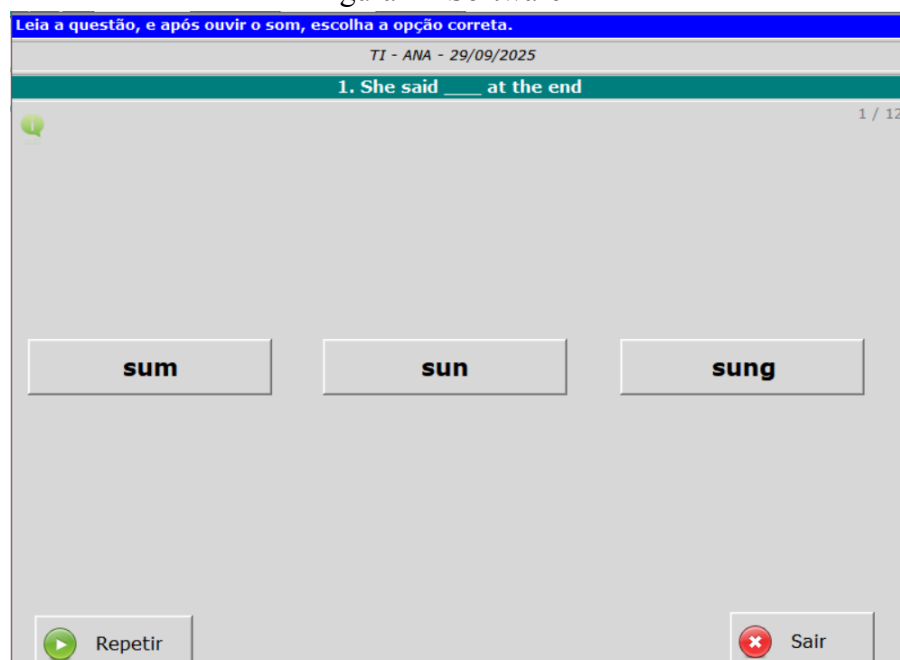 Leia a questão, e após ouvir o som, escolha a opção correta.
TI - ANA - 29/09/2025
1. She said ____ at the end
1 / 12
sum
sun
sung
Repetir
Sair